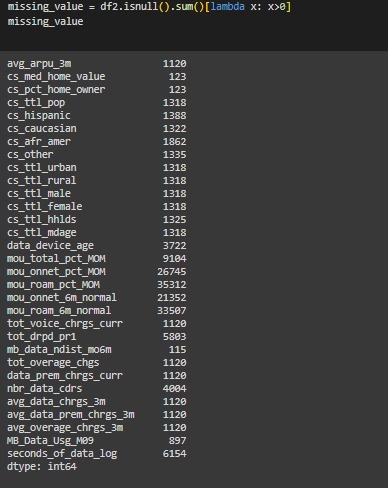 missing_value = df2.isnull().sum()[lambda x: x>0]
missing_value
avg_arpu_3m 1120
cs_med_home_value 123
cs_pct_home_owner 123
cs_ttl_pop 1318
cs_hispanic 1388
cs_caucasian 1322
cs_afr_amer 1862
cs_other 1335
cs_ttl_urban 1318
cs_ttl_rural 1318
cs_ttl_male 1318
cs_ttl_female 1318
cs_ttl_hhlds 1325
cs_ttl_mdage 1318
data_device_age 3722
mou_total_pct_MOM 9104
mou_onnet_pct_MOM 26745
mou_roam_pct_MOM 35312
mou_onnet_6m_normal 21352
mou_roam_6m_normal 33507
tot_voice_chrgs_curr 1120
tot_drpd_pr1 5803
mb_data_ndist_mo6m 115
tot_overage_chgs 1120
data_prem_chrgs_curr 1120
nbr_data_cdrs 4004
avg_data_chrgs_3m 1120
avg_data_prem_chrgs_3m 1120
avg_overage_chrgs_3m 1120
MB_Data_Usg_M09 897
seconds_of_data_log 6154
dtype: int64